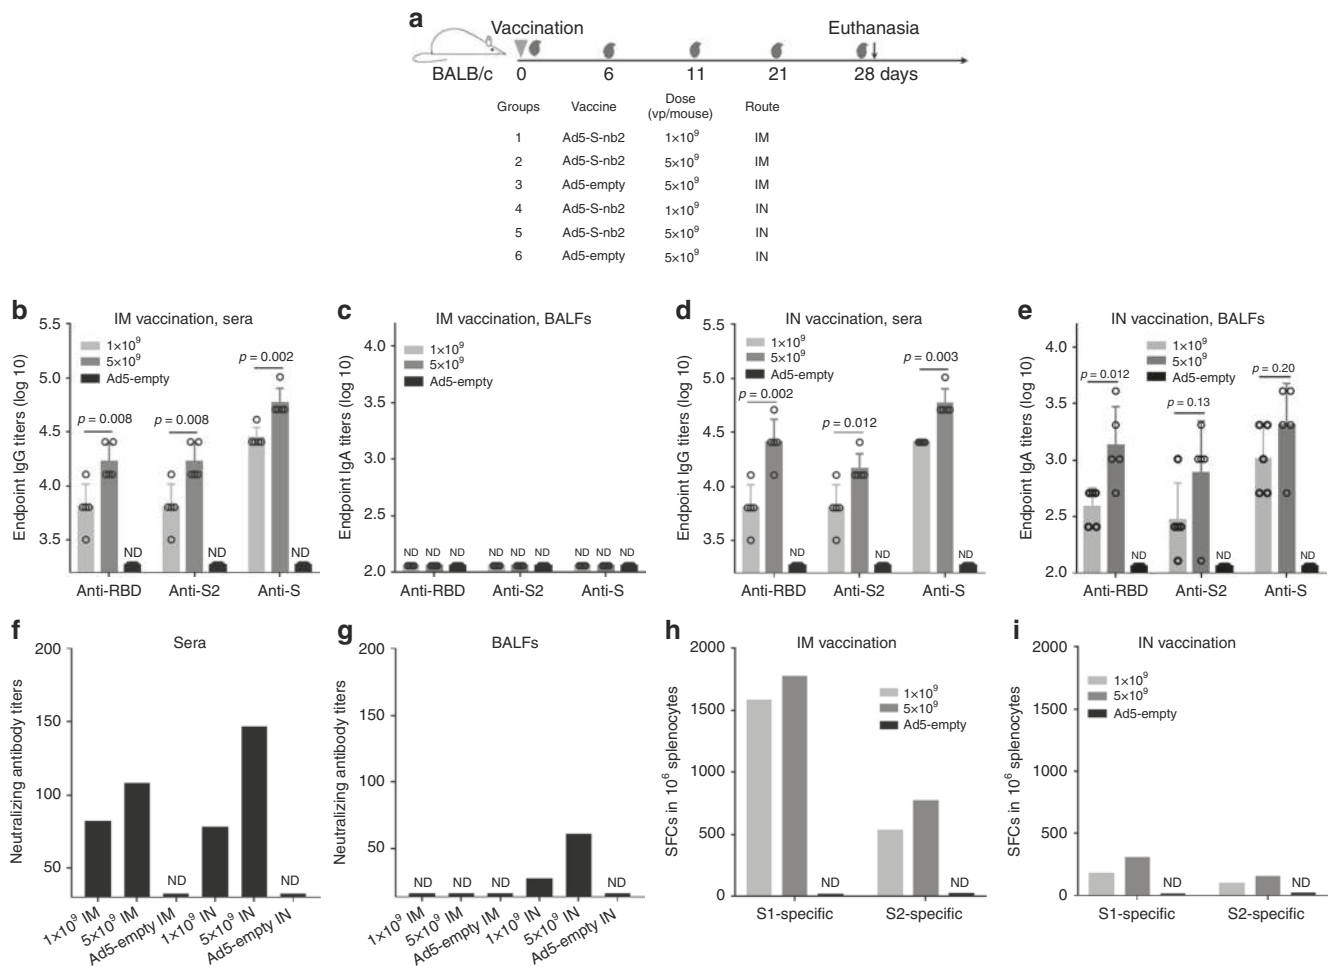 a
Vaccination
Euthanasia
BALB/c 0 6 11 21 28 days
Groups Vaccine Dose (vp/mouse) Route
1 Ad5-S-nb2 1×10⁹ IM
2 Ad5-S-nb2 5×10⁹ IM
3 Ad5-empty 5×10⁹ IM
4 Ad5-S-nb2 1×10⁹ IN
5 Ad5-S-nb2 5×10⁹ IN
6 Ad5-empty 5×10⁹ IN
b
IM vaccination, sera
Endpoint IgG titers (log 10)
5.5
5.0
4.5
4.0
3.5
1×10⁹
5×10⁹
Ad5-empty
p = 0.008
p = 0.008
p = 0.002
ND ND ND
Anti-RBD Anti-S2 Anti-S
c
IM vaccination, BALFs
Endpoint IgA titers (log 10)
4.0
3.5
3.0
2.5
2.0
1×10⁹
5×10⁹
Ad5-empty
ND ND ND ND ND ND ND ND ND
Anti-RBD Anti-S2 Anti-S
d
IN vaccination, sera
Endpoint IgG titers (log 10)
5.5
5.0
4.5
4.0
3.5
1×10⁹
5×10⁹
Ad5-empty
p = 0.002
p = 0.012
p = 0.003
ND ND ND
Anti-RBD Anti-S2 Anti-S
e
IN vaccination, BALFs
Endpoint IgA titers (log 10)
4.0
3.5
3.0
2.5
2.0
1×10⁹
5×10⁹
Ad5-empty
p = 0.012
p = 0.13
p = 0.20
ND ND ND
Anti-RBD Anti-S2 Anti-S
f
Sera
Neutralizing antibody titers
200
150
100
50
ND ND
1×10⁹ IM
5×10⁹ IM
Ad5-empty IM
1×10⁹ IN
5×10⁹ IN
Ad5-empty IN
g
BALFs
Neutralizing antibody titers
200
150
100
50
ND ND ND ND
1×10⁹ IM
5×10⁹ IM
Ad5-empty IM
1×10⁹ IN
5×10⁹ IN
Ad5-empty IN
h
IM vaccination
SFCs in 10⁶ splenocytes
2000
1500
1000
500
0
1×10⁹
5×10⁹
Ad5-empty
ND ND
S1-specific S2-specific
i
IN vaccination
SFCs in 10⁶ splenocytes
2000
1500
1000
500
0
1×10⁹
5×10⁹
Ad5-empty
ND ND
S1-specific S2-specific